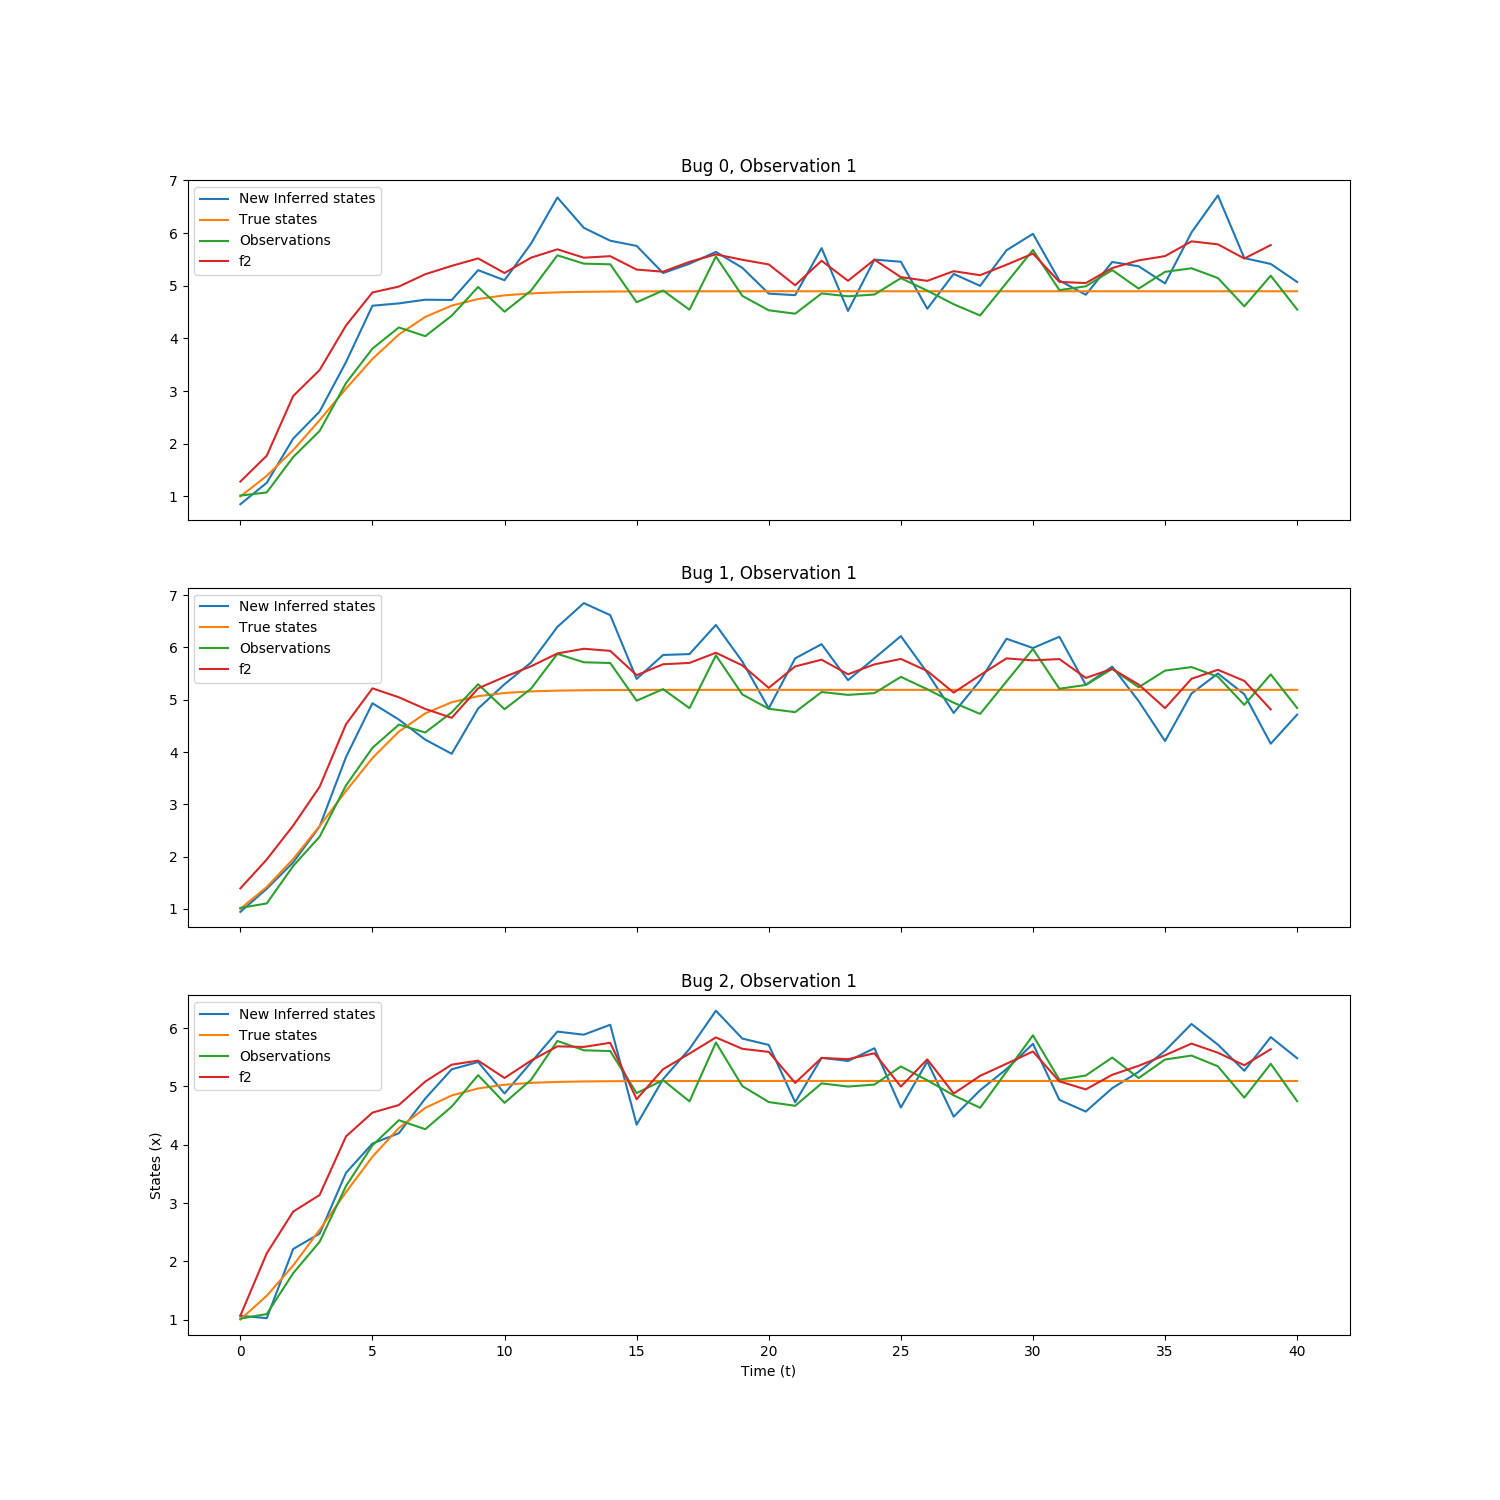 Bug 0, Observation 1
7
6
5
4
3
2
1
New Inferred states
True states
Observations
f2
Bug 1, Observation 1
7
6
5
4
3
2
1
New Inferred states
True states
Observations
f2
Bug 2, Observation 1
6
5
4
3
2
1
States (x)
New Inferred states
True states
Observations
f2
0 5 10 15 20 25 30 35 40
Time (t)